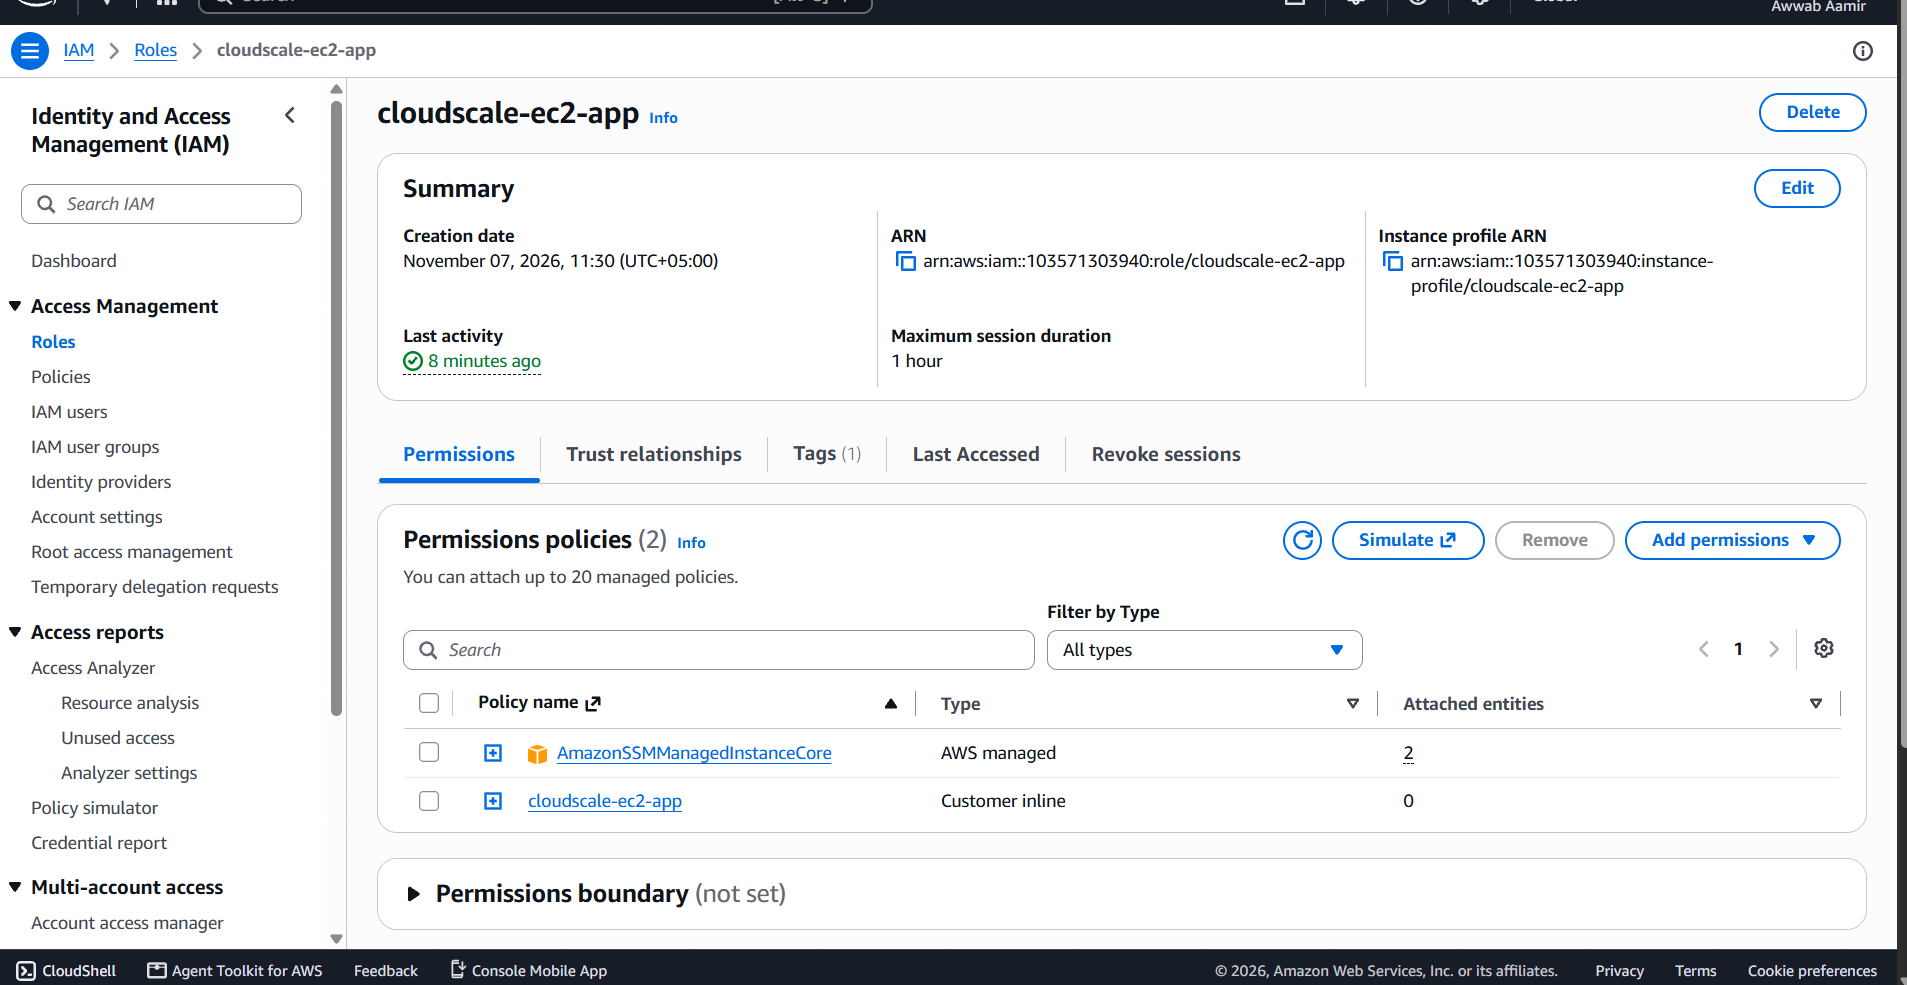 Awwab Aamir
IAM
Roles
cloudscale-ec2-app
Identity and Access
Management (IAM)
Search IAM
Dashboard
Access Management
Roles
Policies
IAM users
IAM user groups
Identity providers
Account settings
Root access management
Temporary delegation requests
Access reports
Access Analyzer
Resource analysis
Unused access
Analyzer settings
Policy simulator
Credential report
Multi-account access
Account access manager
cloudscale-ec2-app Info
Delete
Summary
Edit
Creation date
November 07, 2026, 11:30 (UTC+05:00)
ARN
arn:aws:iam::103571303940:role/cloudscale-ec2-app
Instance profile ARN
arn:aws:iam::103571303940:instance-
profile/cloudscale-ec2-app
Last activity
8 minutes ago
Maximum session duration
1 hour
Permissions
Trust relationships
Tags (1)
Last Accessed
Revoke sessions
Permissions policies (2) Info
Simulate
Remove
Add permissions
You can attach up to 20 managed policies.
Filter by Type
Search
All types
1
Policy name
Type
Attached entities
AmazonSSMManagedInstanceCore
AWS managed
2
cloudscale-ec2-app
Customer inline
0
Permissions boundary (not set)
CloudShell
Agent Toolkit for AWS
Feedback
Console Mobile App
© 2026, Amazon Web Services, Inc. or its affiliates.
Privacy
Terms
Cookie preferences